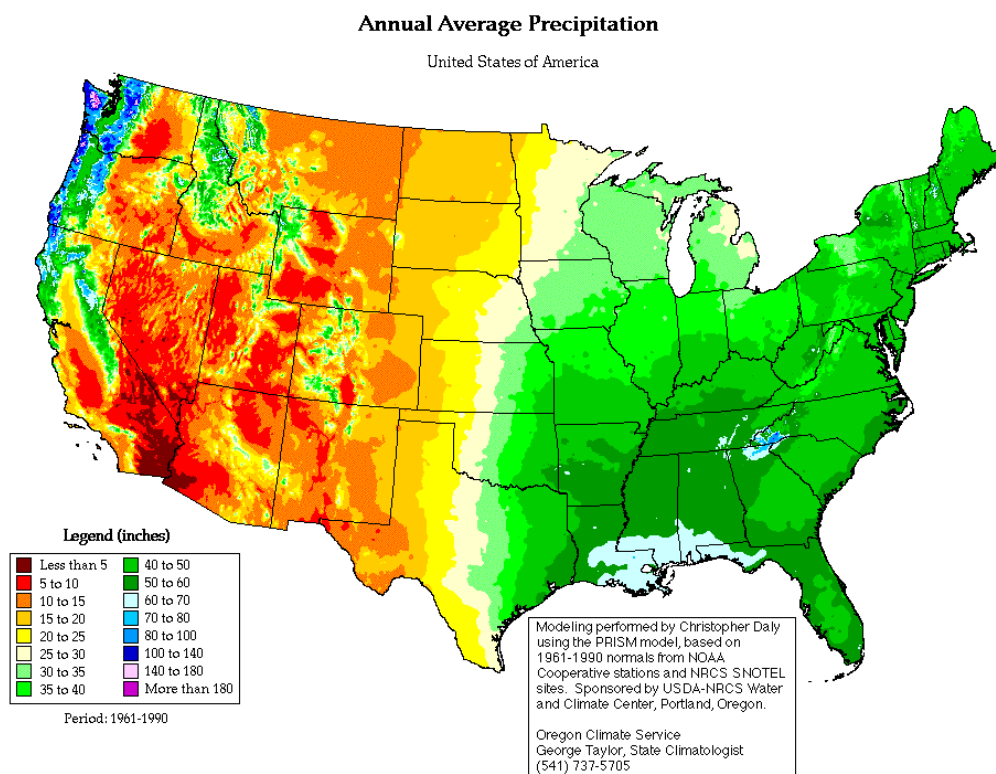 Annual Average Precipitation
United States of America
Legend (inches)
Less than 5
5 to 10
10 to 15
15 to 20
20 to 25
25 to 30
30 to 35
35 to 40
40 to 50
50 to 60
60 to 70
70 to 80
80 to 100
100 to 140
140 to 180
More than 180
Period: 1961-1990
Modeling performed by Christopher Daly
using the PRISM model, based on
1961-1990 normals from NOAA
Cooperative stations and NRCS SNOTEL
sites. Sponsored by USDA-NRCS Water
and Climate Center, Portland, Oregon.
Oregon Climate Service
George Taylor, State Climatologist
(541) 737-5705